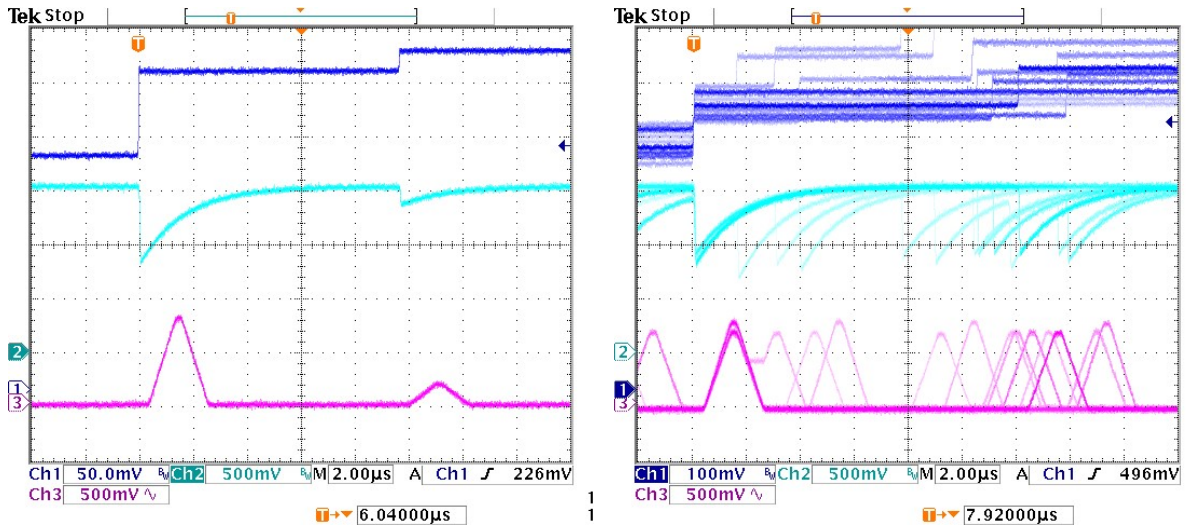 Tek Stop
T
T
2
1
3
Ch1 50.0mV BW Ch2 500mV BW M 2.00µs A Ch1 ∫ 226mV
Ch3 500mV ∿
T→▼ 6.04000µs
1
1
Tek Stop
T
T
2
1
3
Ch1 100mV BW Ch2 500mV BW M 2.00µs A Ch1 ∫ 496mV
Ch3 500mV ∿
T→▼ 7.92000µs